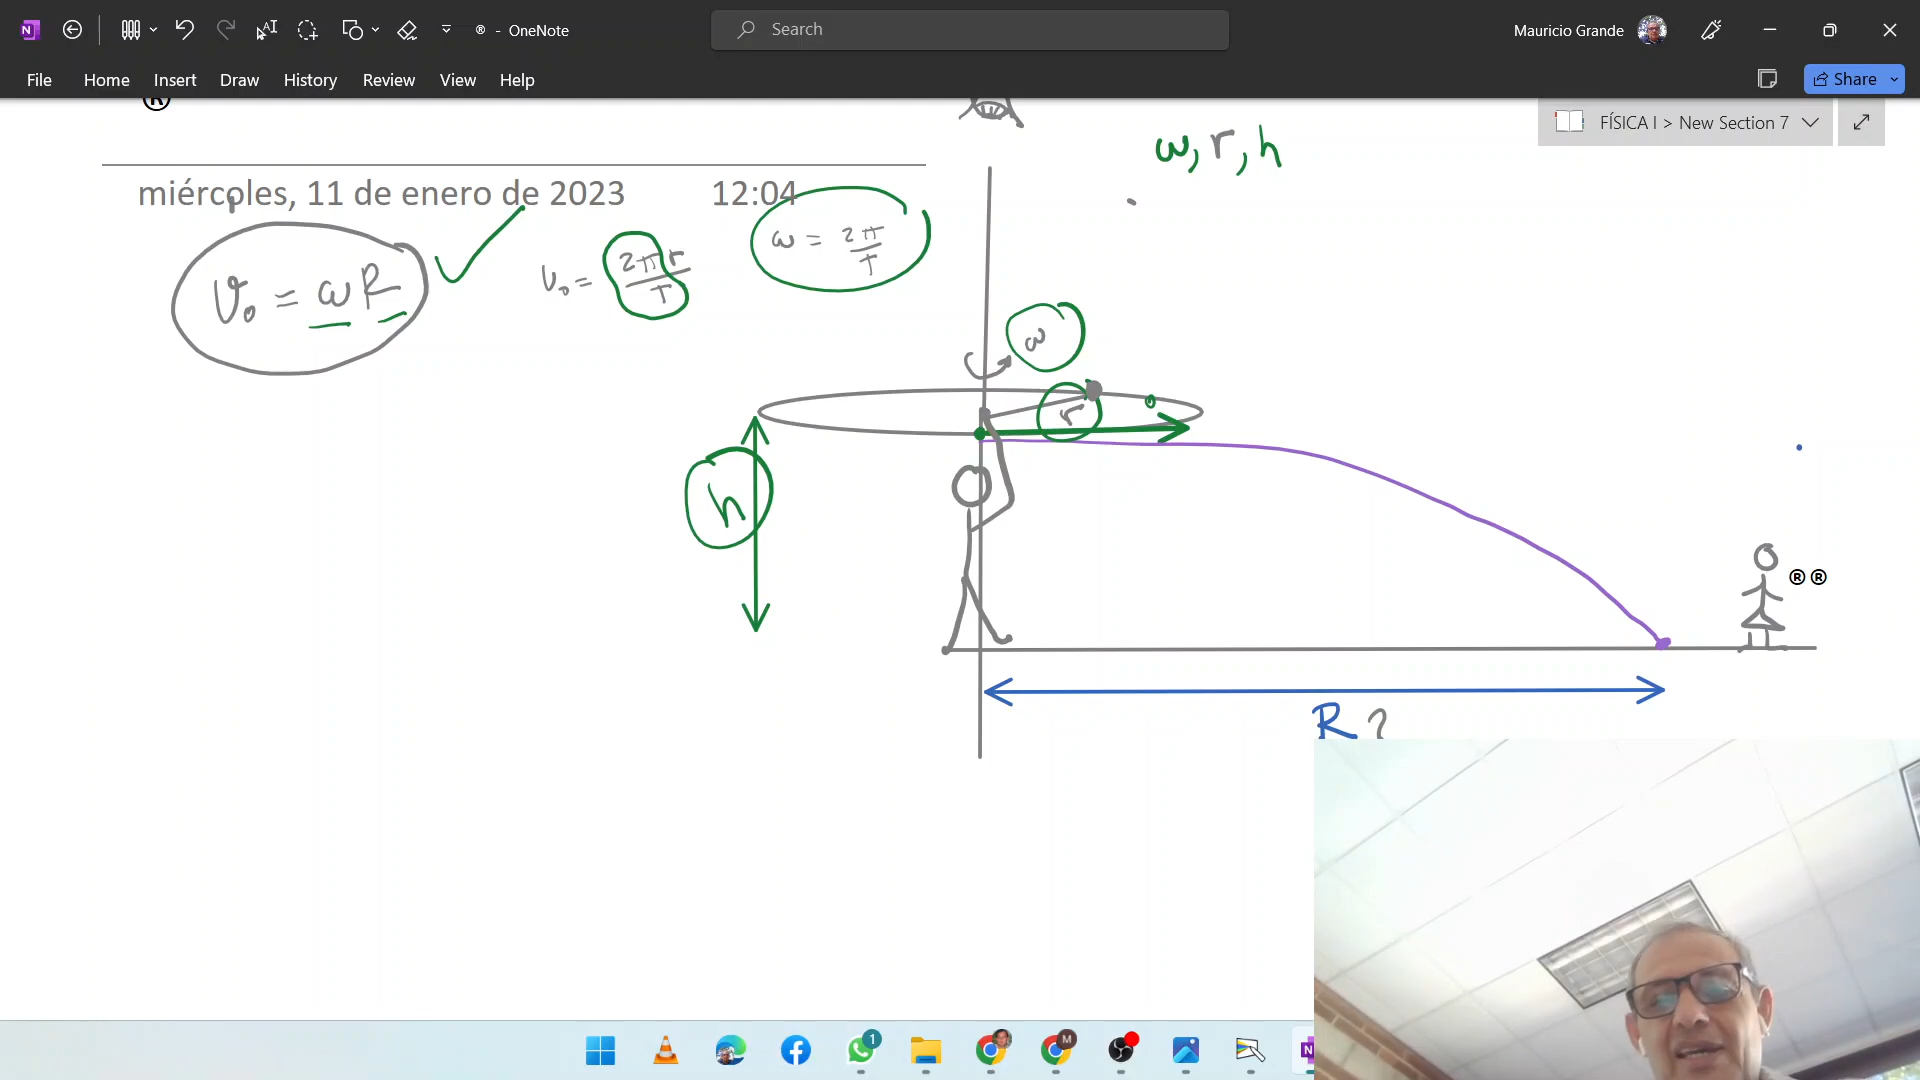 ® - OneNote
Search
Mauricio Grande
File Home Insert Draw History Review View Help
Share
®
FÍSICA I > New Section 7
ω, r, h
miércoles, 11 de enero de 2023 12:04
V₀ = ωR
V₀ = 2πr/T
ω = 2π/T
ω
r
h
®®
R?
1
M